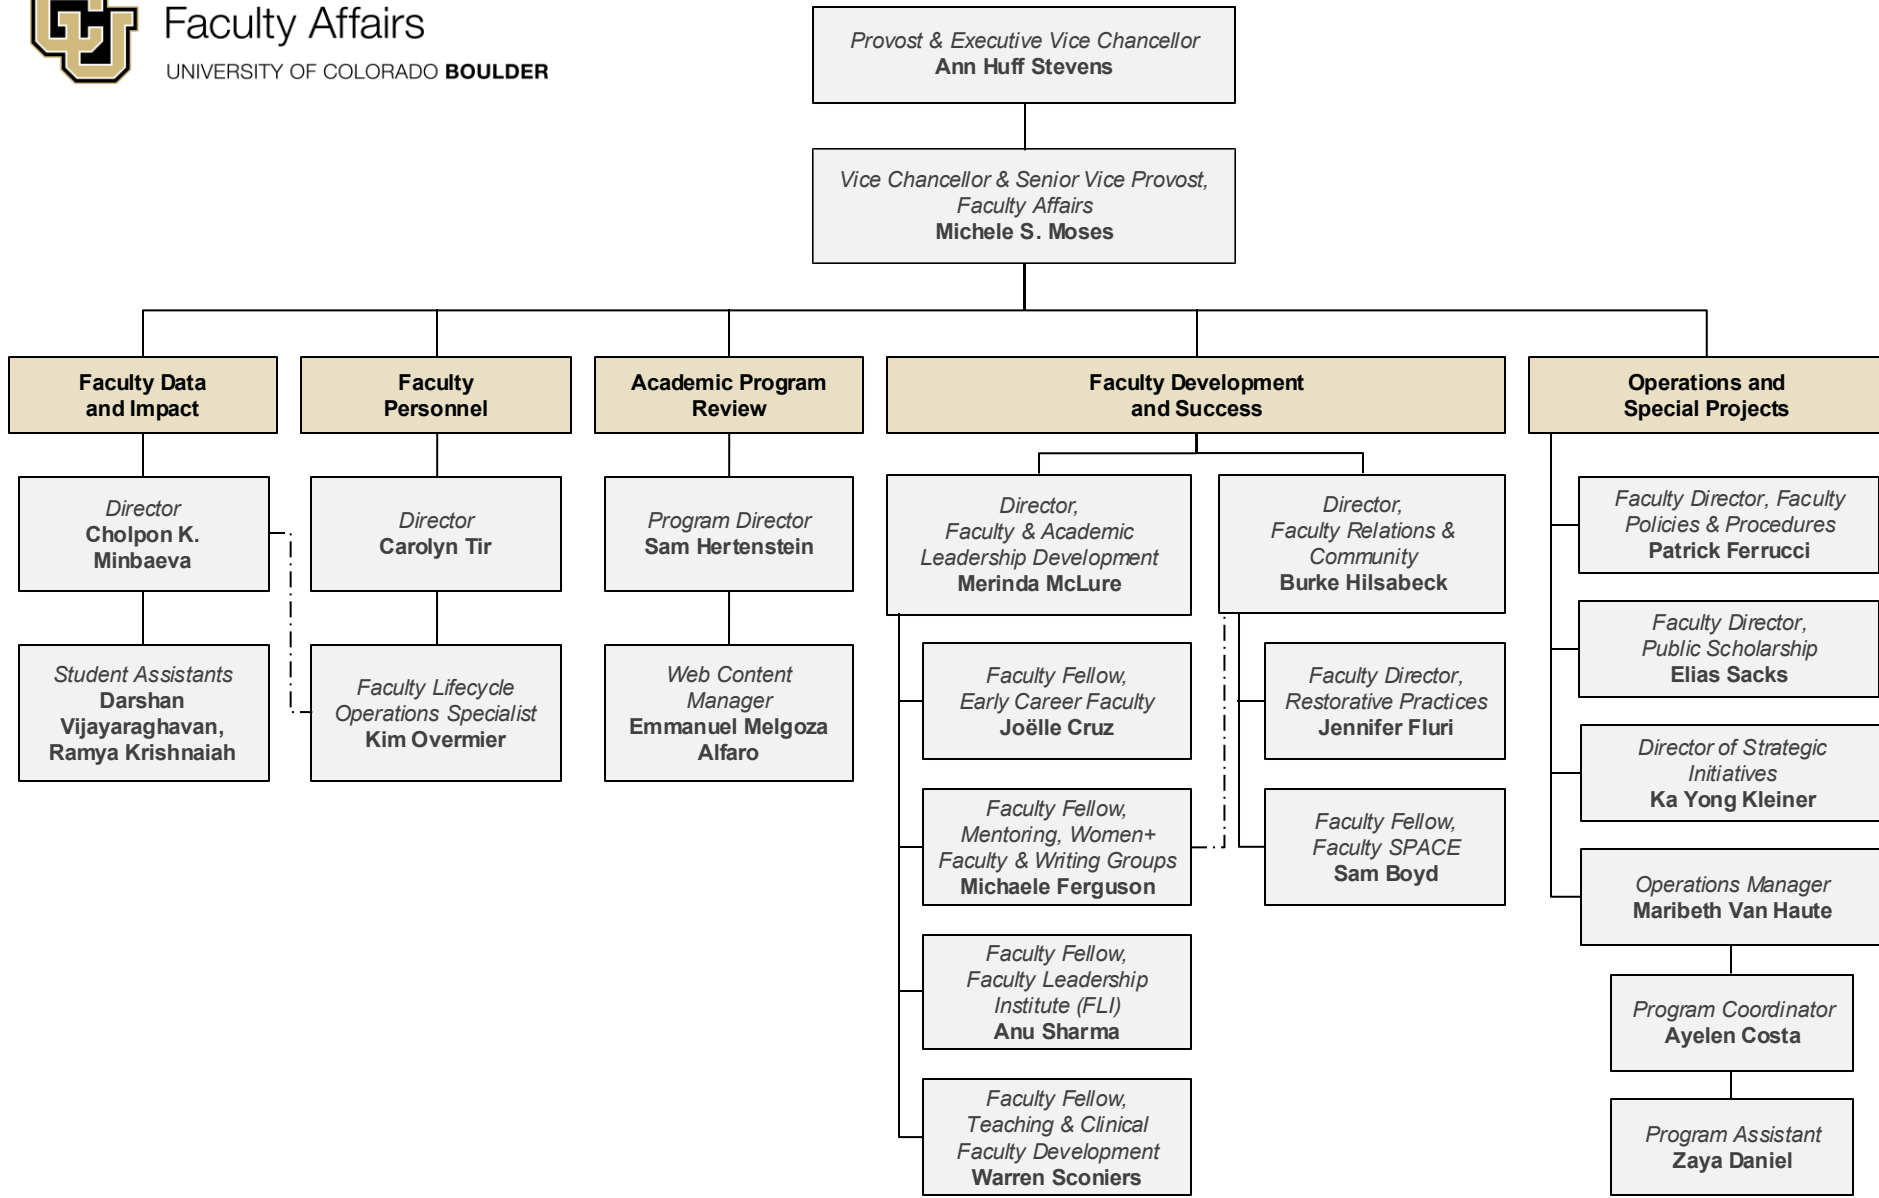 CU
Faculty Affairs
UNIVERSITY OF COLORADO BOULDER
Provost & Executive Vice Chancellor
Ann Huff Stevens
Vice Chancellor & Senior Vice Provost,
Faculty Affairs
Michele S. Moses
Faculty Data
and Impact
Director
Cholpon K.
Minbaeva
Student Assistants
Darshan
Vijayaraghavan,
Ramya Krishnaiah
Faculty
Personnel
Director
Carolyn Tir
Faculty Lifecycle
Operations Specialist
Kim Overmier
Academic Program
Review
Program Director
Sam Hertenstein
Web Content
Manager
Emmanuel Melgoza
Alfaro
Faculty Development
and Success
Director,
Faculty & Academic
Leadership Development
Merinda McLure
Faculty Fellow,
Early Career Faculty
Joëlle Cruz
Faculty Fellow,
Mentoring, Women+
Faculty & Writing Groups
Michaele Ferguson
Faculty Fellow,
Faculty Leadership
Institute (FLI)
Anu Sharma
Faculty Fellow,
Teaching & Clinical
Faculty Development
Warren Sconiers
Director,
Faculty Relations &
Community
Burke Hilsabeck
Faculty Director,
Restorative Practices
Jennifer Fluri
Faculty Fellow,
Faculty SPACE
Sam Boyd
Operations and
Special Projects
Faculty Director, Faculty
Policies & Procedures
Patrick Ferrucci
Faculty Director,
Public Scholarship
Elias Sacks
Director of Strategic
Initiatives
Ka Yong Kleiner
Operations Manager
Maribeth Van Haute
Program Coordinator
Ayelen Costa
Program Assistant
Zaya Daniel